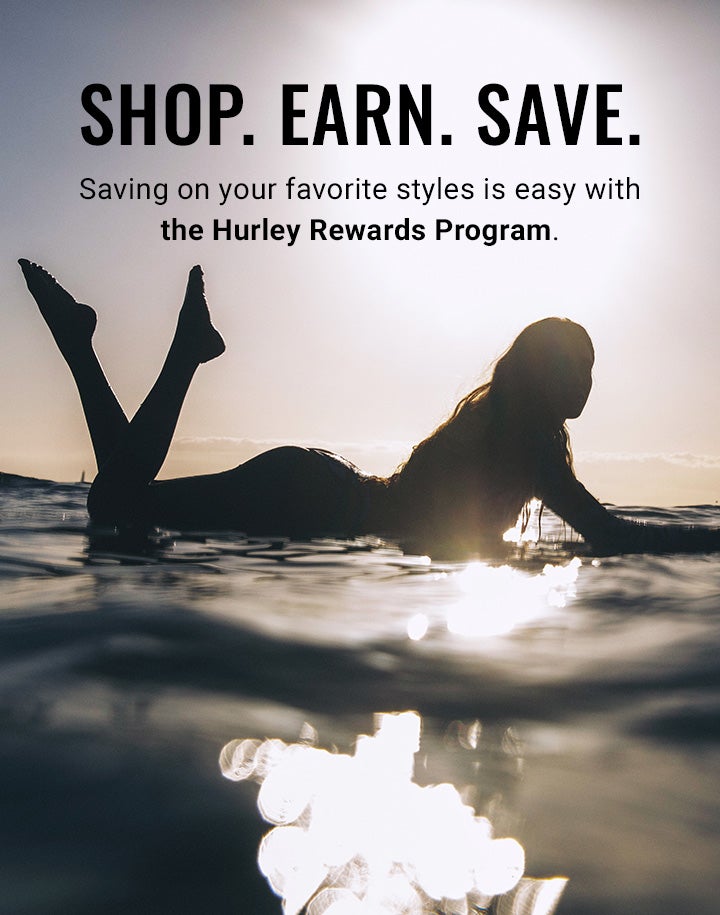 SHOP. EARN. SAVE.
Saving on your favorite styles is easy with
the Hurley Rewards Program.